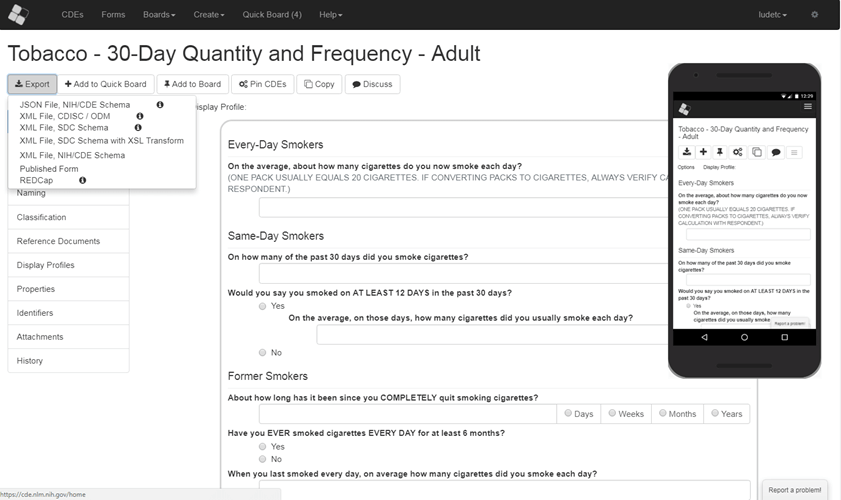 CDEs Forms Boards Create Quick Board (4) Help ludetc
Tobacco - 30-Day Quantity and Frequency - Adult
Export Add to Quick Board Add to Board Pin CDEs Copy Discuss
JSON File, NIH/CDE Schema
XML File, CDISC / ODM
XML File, SDC Schema
XML File, SDC Schema with XSL Transform
XML File, NIH/CDE Schema
Published Form
REDCap
Naming
Classification
Reference Documents
Display Profiles
Properties
Identifiers
Attachments
History
isplay Profile:
Every-Day Smokers
On the average, about how many cigarettes do you now smoke each day?
(ONE PACK USUALLY EQUALS 20 CIGARETTES. IF CONVERTING PACKS TO CIGARETTES, ALWAYS VERIFY CA
RESPONDENT.)
Same-Day Smokers
On how many of the past 30 days did you smoke cigarettes?
Would you say you smoked on AT LEAST 12 DAYS in the past 30 days?
Yes
On the average, on those days, how many cigarettes did you usually smoke each day?
No
Former Smokers
About how long has it been since you COMPLETELY quit smoking cigarettes?
Days Weeks Months Years
Have you EVER smoked cigarettes EVERY DAY for at least 6 months?
Yes
No
When you last smoked every day, on average how many cigarettes did you smoke each day?
12:29
Tobacco - 30-Day Quantity and Frequency
- Adult
Options Display Profile:
Every-Day Smokers
On the average, about how many cigarettes do you now
smoke each day?
(ONE PACK USUALLY EQUALS 20 CIGARETTES. IF
CONVERTING PACKS TO CIGARETTES, ALWAYS VERIFY
CALCULATION WITH RESPONDENT.)
Same-Day Smokers
On how many of the past 30 days did you smoke
cigarettes?
Would you say you smoked on AT LEAST 12 DAYS in the
past 30 days?
Yes
On the average, on those days, how many
cigarettes did you usually smoke
Report a problem!
https://cde.nlm.nih.gov/home
Report a problem!